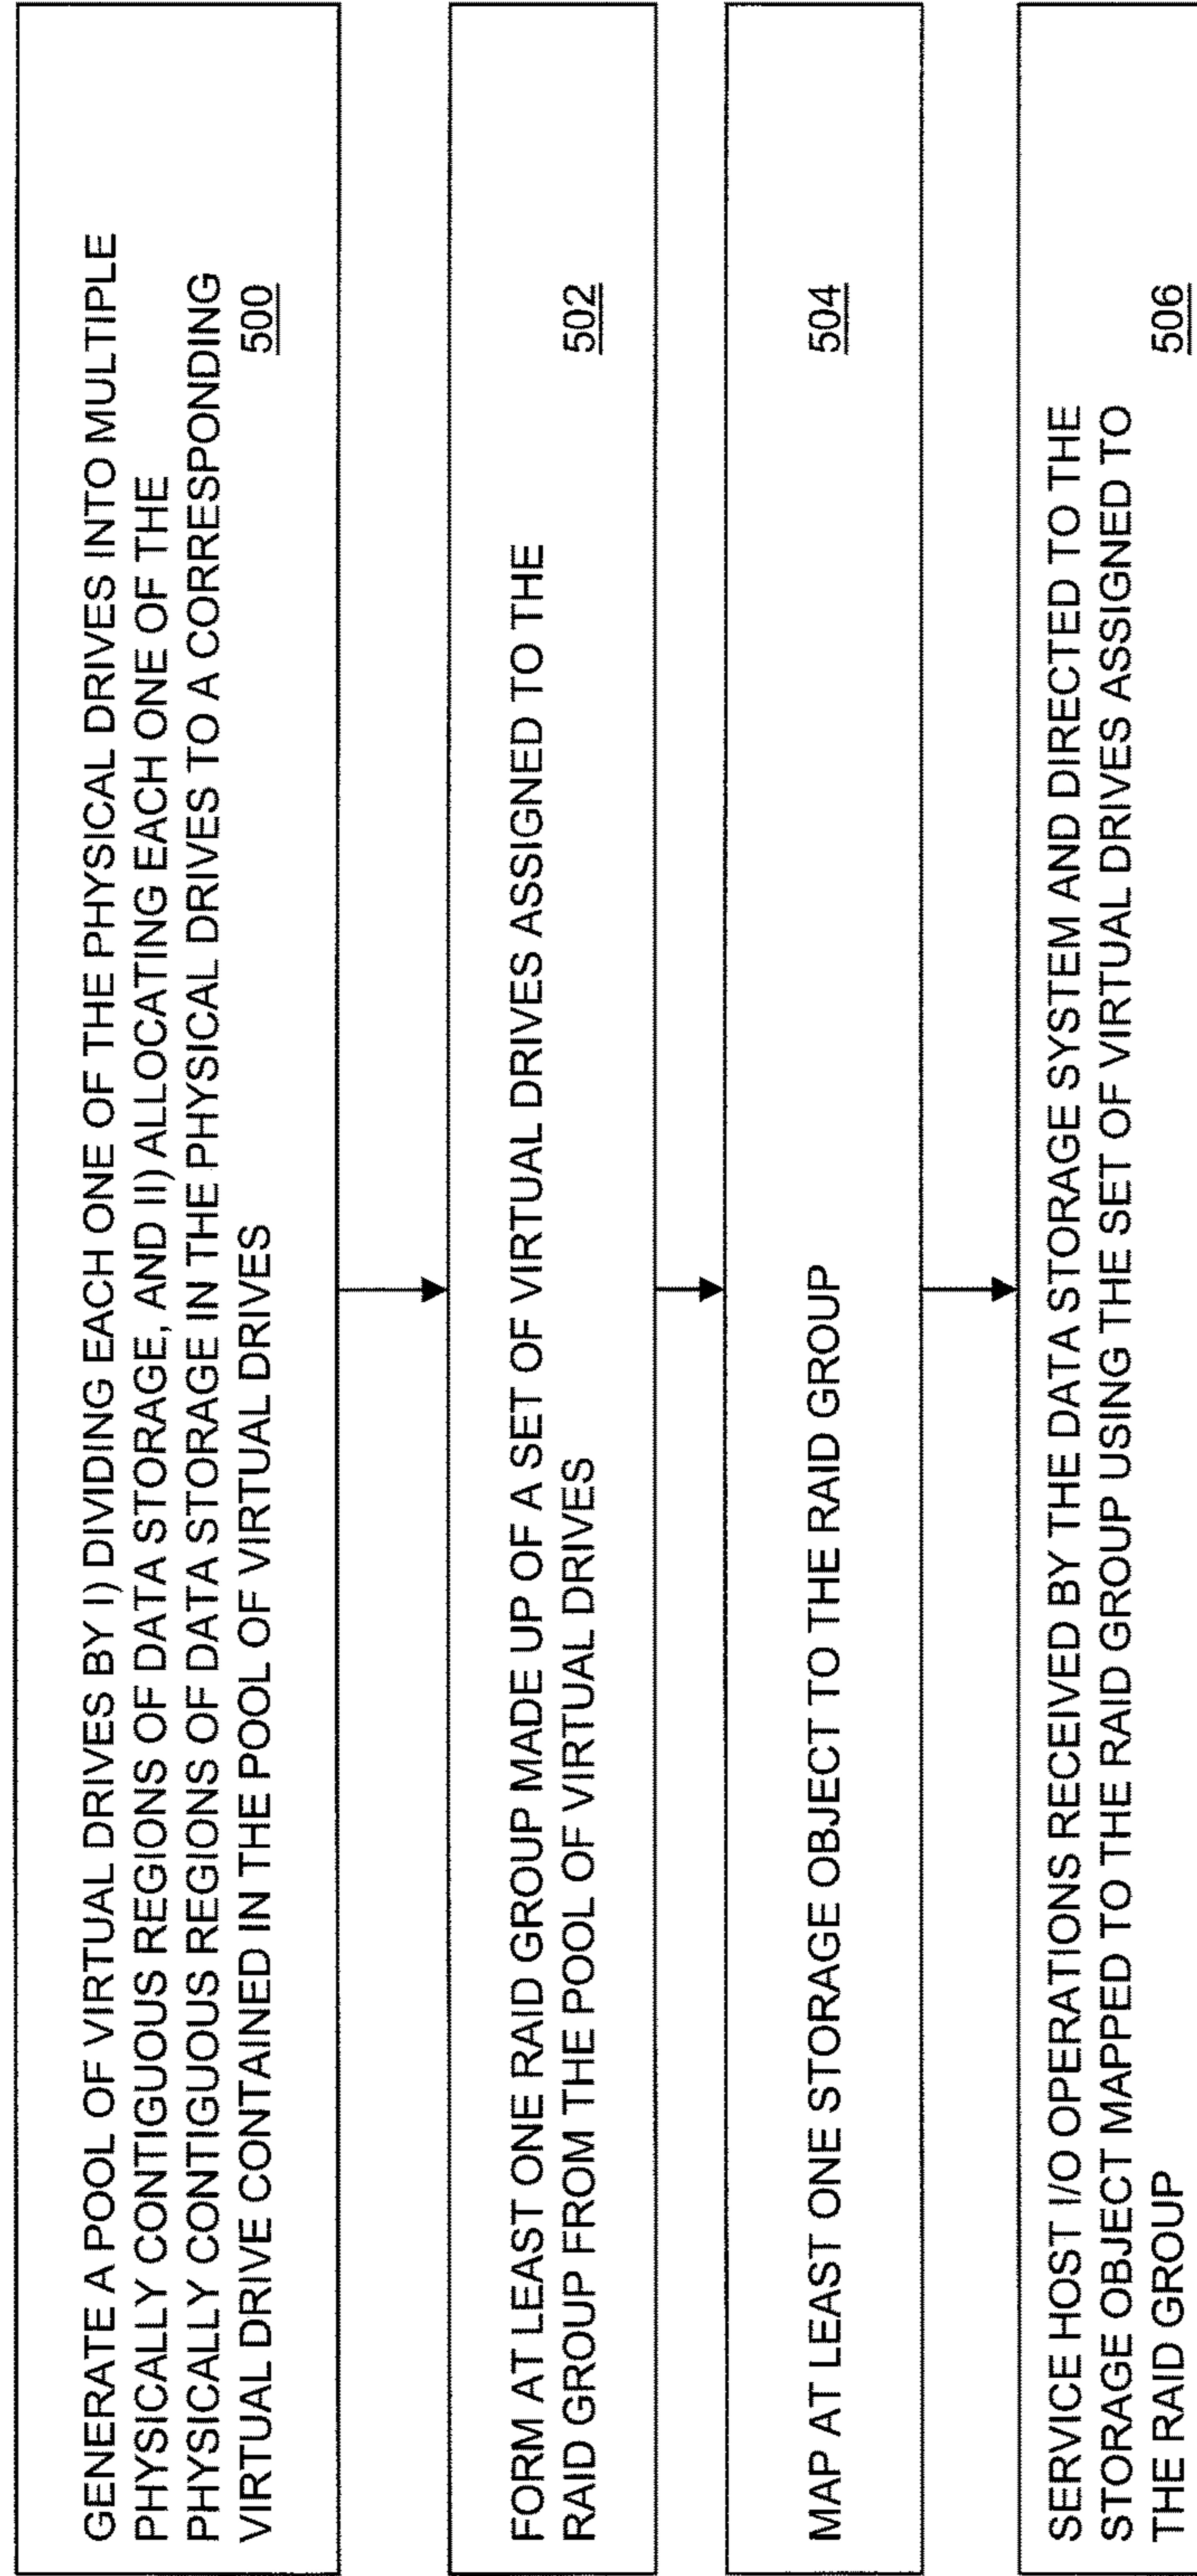 GENERATE A POOL OF VIRTUAL DRIVES BY I) DIVIDING EACH ONE OF THE PHYSICAL DRIVES INTO MULTIPLE
PHYSICALLY CONTIGUOUS REGIONS OF DATA STORAGE, AND II) ALLOCATING EACH ONE OF THE
PHYSICALLY CONTIGUOUS REGIONS OF DATA STORAGE IN THE PHYSICAL DRIVES TO A CORRESPONDING
VIRTUAL DRIVE CONTAINED IN THE POOL OF VIRTUAL DRIVES
500
FORM AT LEAST ONE RAID GROUP MADE UP OF A SET OF VIRTUAL DRIVES ASSIGNED TO THE
RAID GROUP FROM THE POOL OF VIRTUAL DRIVES
502
MAP AT LEAST ONE STORAGE OBJECT TO THE RAID GROUP
504
SERVICE HOST I/O OPERATIONS RECEIVED BY THE DATA STORAGE SYSTEM AND DIRECTED TO THE
STORAGE OBJECT MAPPED TO THE RAID GROUP USING THE SET OF VIRTUAL DRIVES ASSIGNED TO
THE RAID GROUP
506